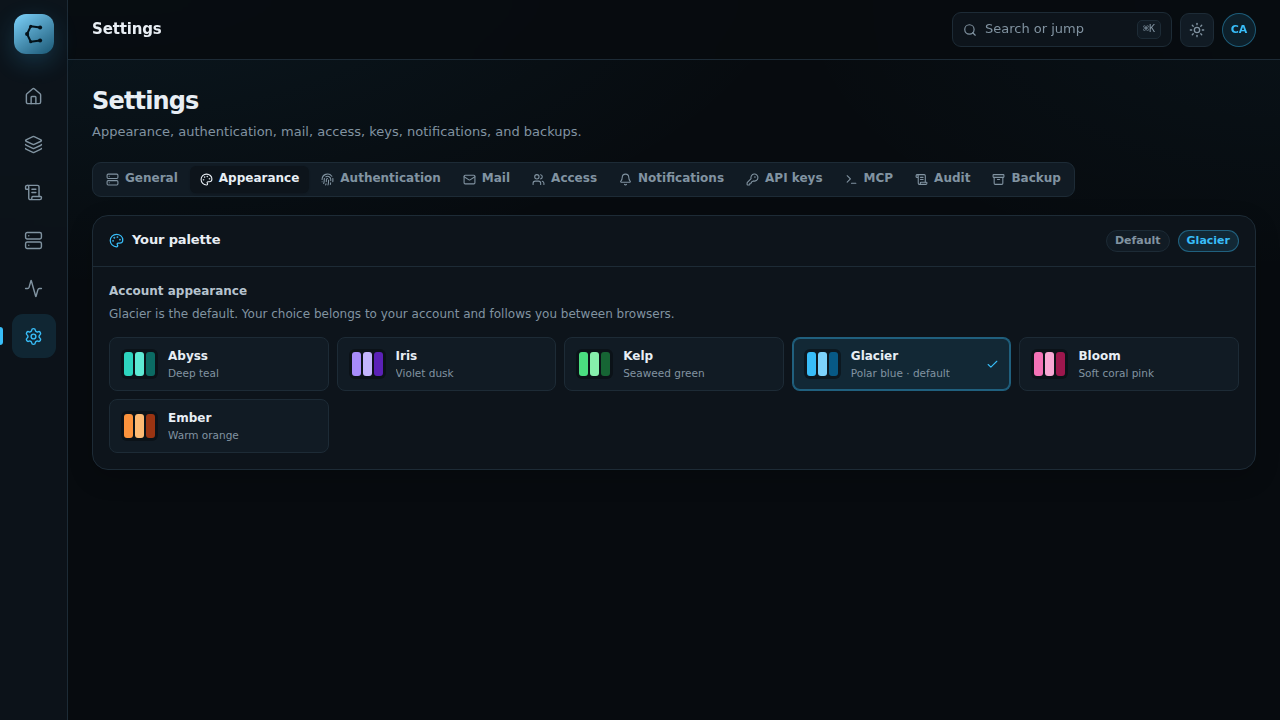 Settings
Search or jump
⌘K
CA
Settings
Appearance, authentication, mail, access, keys, notifications, and backups.
General
Appearance
Authentication
Mail
Access
Notifications
API keys
MCP
Audit
Backup
Your palette
Default
Glacier
Account appearance
Glacier is the default. Your choice belongs to your account and follows you between browsers.
Abyss
Deep teal
Iris
Violet dusk
Kelp
Seaweed green
Glacier
Polar blue · default
Bloom
Soft coral pink
Ember
Warm orange